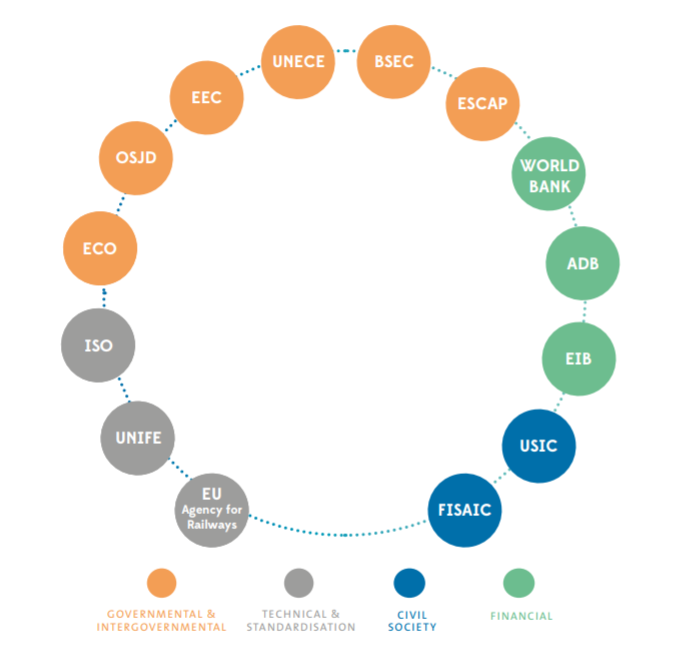 UNECE
BSEC
EEC
ESCAP
OSJD
WORLD
BANK
ECO
ADB
ISO
EIB
UNIFE
USIC
EU
Agency for
Railways
FISAIC
GOVERNMENTAL &
INTERGOVERNMENTAL
TECHNICAL &
STANDARDISATION
CIVIL
SOCIETY
FINANCIAL